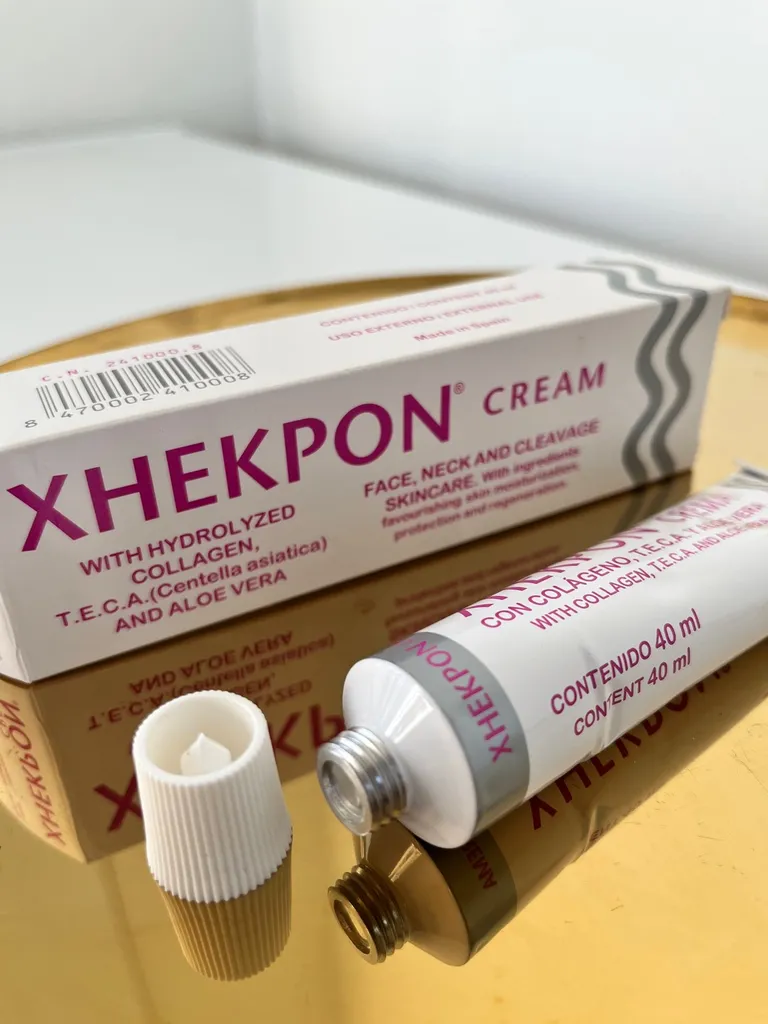 C.N. 241000.8
8 470002 410008
CONTENIDO / CONTENT 40 ml
USO EXTERNO / EXTERNAL USE
Made in Spain
XHEKPON® CREAM
WITH HYDROLYZED
COLLAGEN,
T.E.C.A.(Centella asiatica)
AND ALOE VERA
FACE, NECK AND CLEAVAGE
SKINCARE. With ingredients
favourishing skin moisturization,
protection and regeneration.
XHEKPON CREAM
CON COLÁGENO, T.E.C.A. Y ALOE VERA
WITH COLLAGEN, T.E.C.A. AND ALOE
CONTENIDO 40 ml
CONTENT 40 ml
XHEKPON